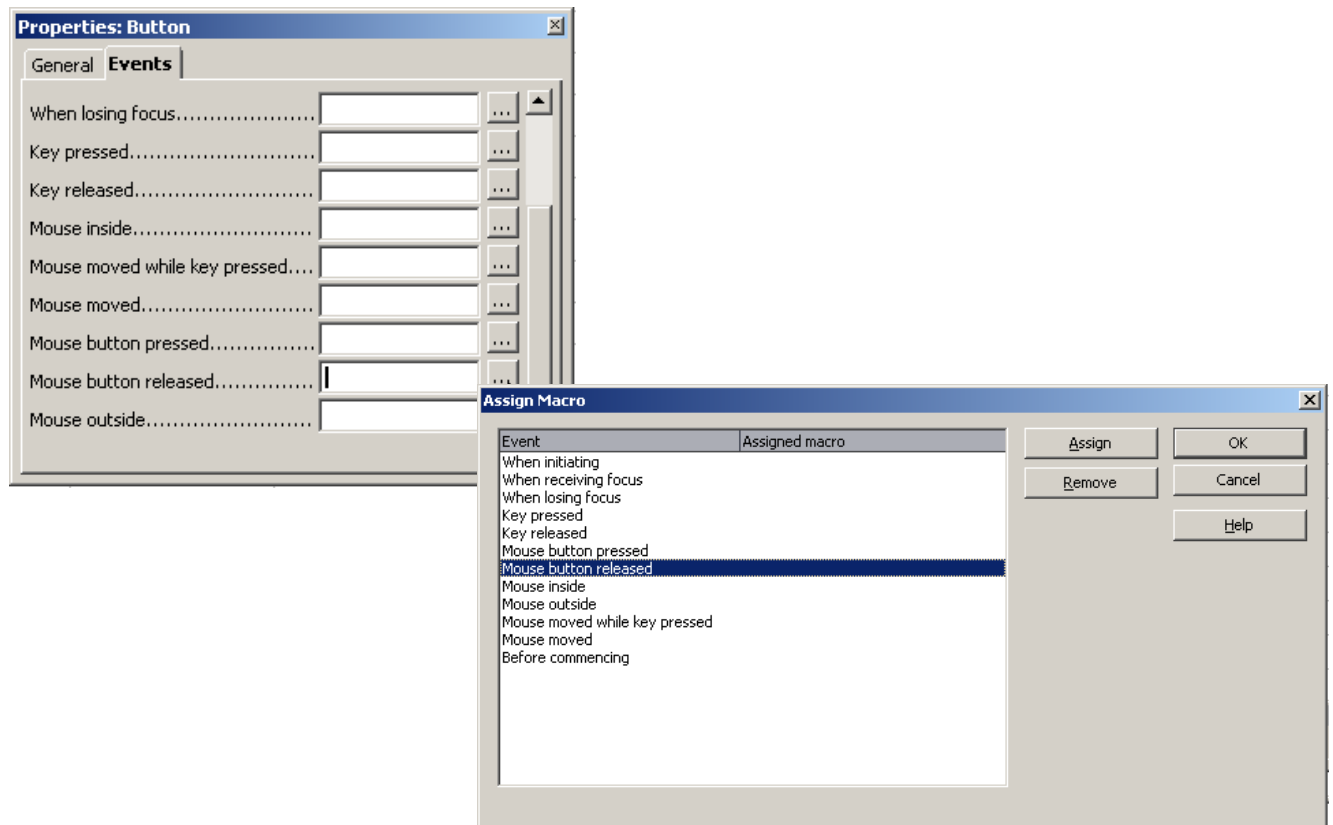 Properties: Button
General Events
When losing focus..................... ...
Key pressed............................ ...
Key released........................... ...
Mouse inside........................... ...
Mouse moved while key pressed.... ...
Mouse moved.......................... ...
Mouse button pressed................ ...
Mouse button released............... ...
Mouse outside.........................
Assign Macro
Event Assigned macro
When initiating
When receiving focus
When losing focus
Key pressed
Key released
Mouse button pressed
Mouse button released
Mouse inside
Mouse outside
Mouse moved while key pressed
Mouse moved
Before commencing
Assign OK
Remove Cancel
Help